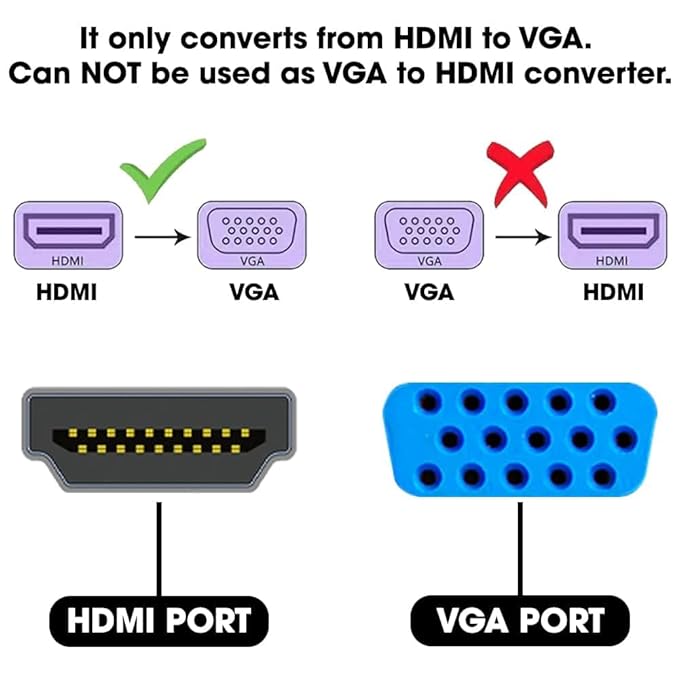 It only converts from HDMI to VGA.
Can NOT be used as VGA to HDMI converter.
HDMI
VGA
VGA
HDMI
HDMI
VGA
VGA
HDMI
HDMI PORT
VGA PORT